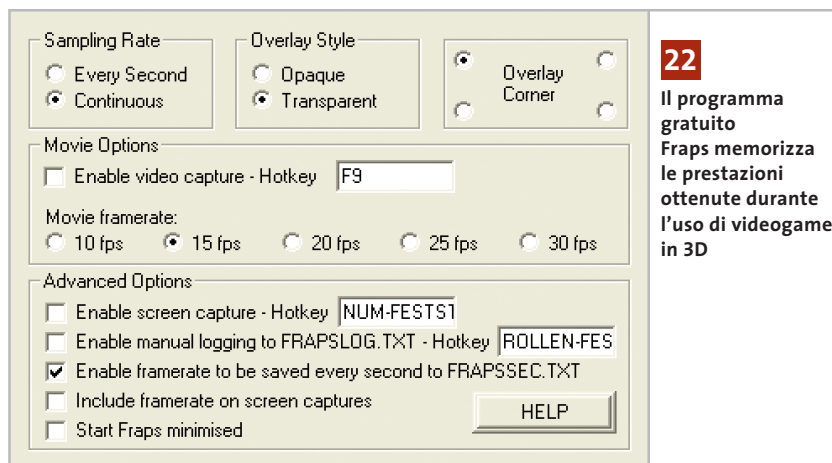 Sampling Rate
Every Second
Continuous
Overlay Style
Opaque
Transparent
Overlay
Corner
Movie Options
Enable video capture - Hotkey F9
Movie framerate:
10 fps 15 fps 20 fps 25 fps 30 fps
Advanced Options
Enable screen capture - Hotkey NUM-FESTST
Enable manual logging to FRAPSLOG.TXT - Hotkey ROLLEN-FES
Enable framerate to be saved every second to FRAPSSEC.TXT
Include framerate on screen captures
Start Fraps minimised
HELP
22
Il programma
gratuito
Fraps memorizza
le prestazioni
ottenute durante
l'uso di videogame
in 3D